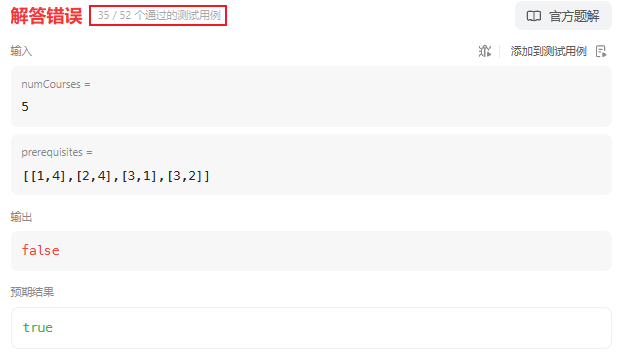 解答错误 35 / 52 个通过的测试用例 官方题解
输入 添加到测试用例
numCourses =
5
prerequisites =
[[1,4],[2,4],[3,1],[3,2]]
输出
false
预期结果
true